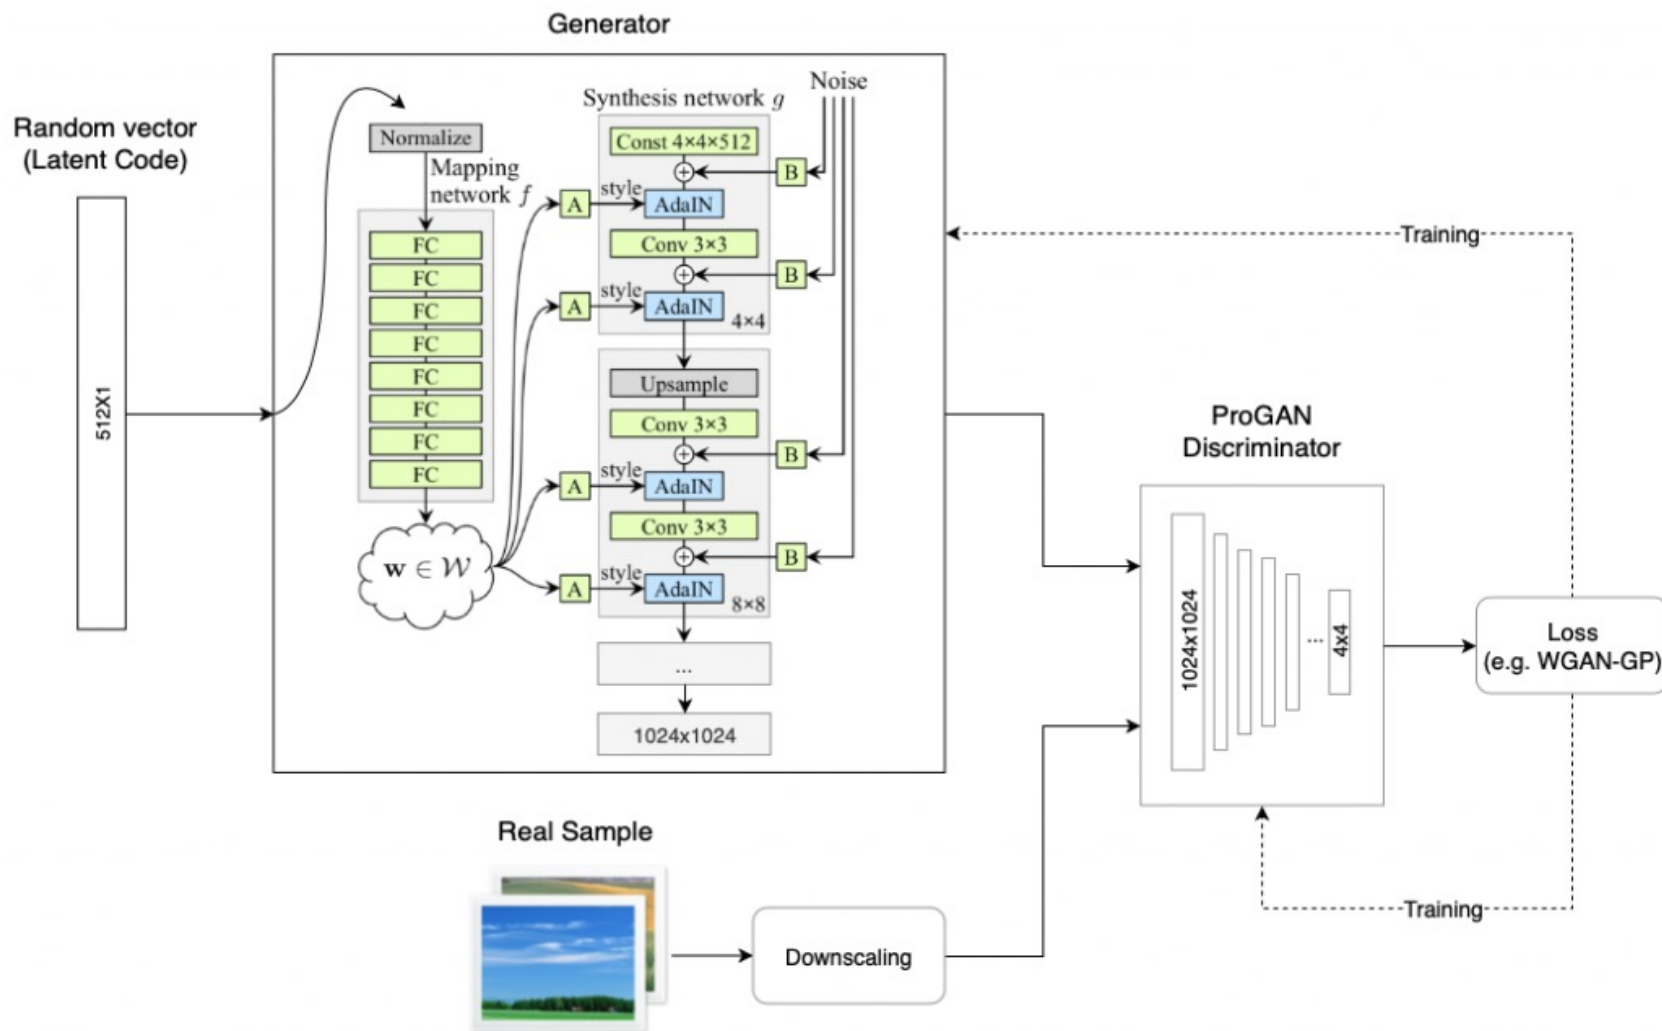 Generator
Random vector
(Latent Code)
512X1
Normalize
Mapping
network f
FC
FC
FC
FC
FC
FC
FC
FC
w ∈ W
Synthesis network g
Noise
Const 4×4×512
B
A
style
AdaIN
Conv 3×3
B
A
style
AdaIN
4×4
Upsample
Conv 3×3
B
A
style
AdaIN
Conv 3×3
B
A
style
AdaIN
8×8
...
1024x1024
Training
ProGAN
Discriminator
1024x1024
...
4x4
Loss
(e.g. WGAN-GP)
Training
Real Sample
Downscaling